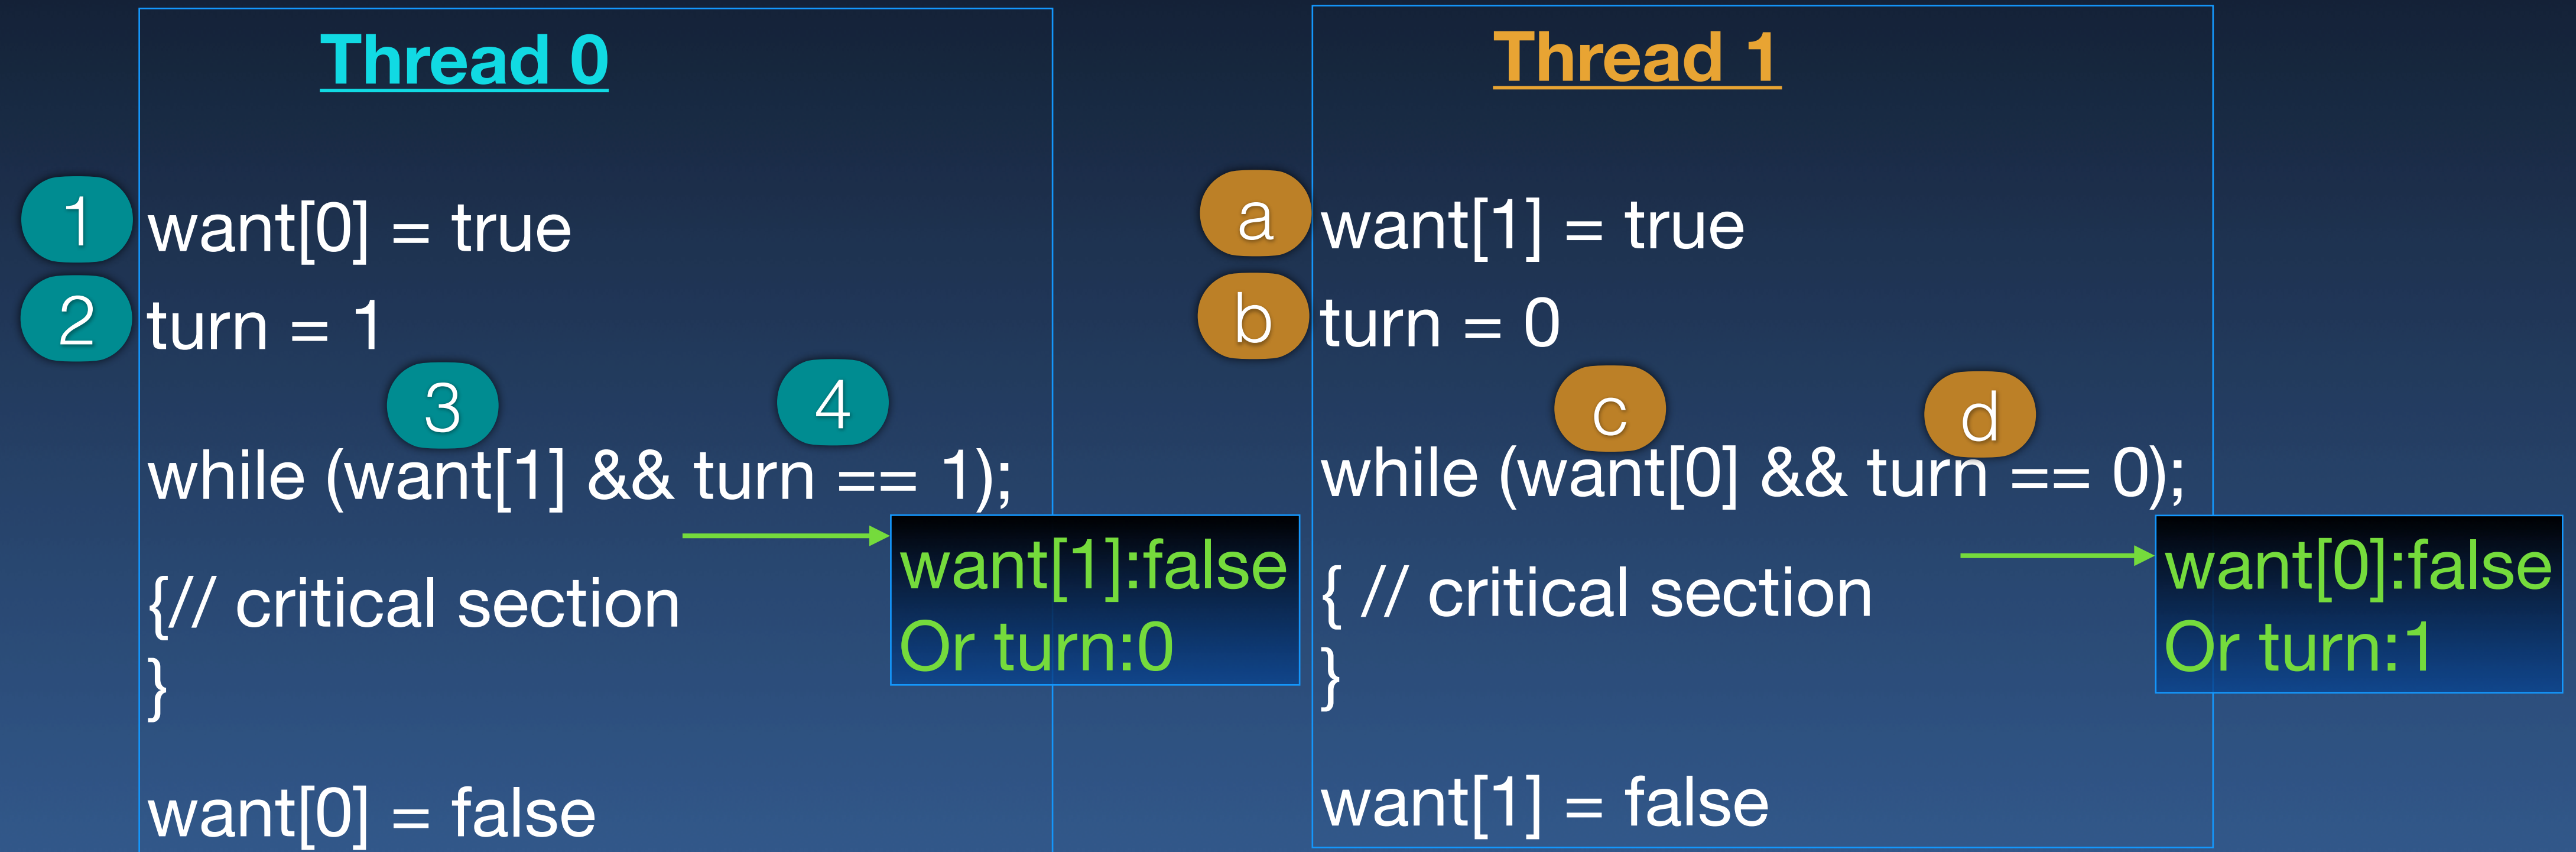 Thread 0
1
want[0] = true
2
turn = 1
3
4
while (want[1] && turn == 1);
want[1]:false
Or turn:0
{// critical section
}
want[0] = false
Thread 1
a
want[1] = true
b
turn = 0
c
d
while (want[0] && turn == 0);
want[0]:false
Or turn:1
{ // critical section
}
want[1] = false